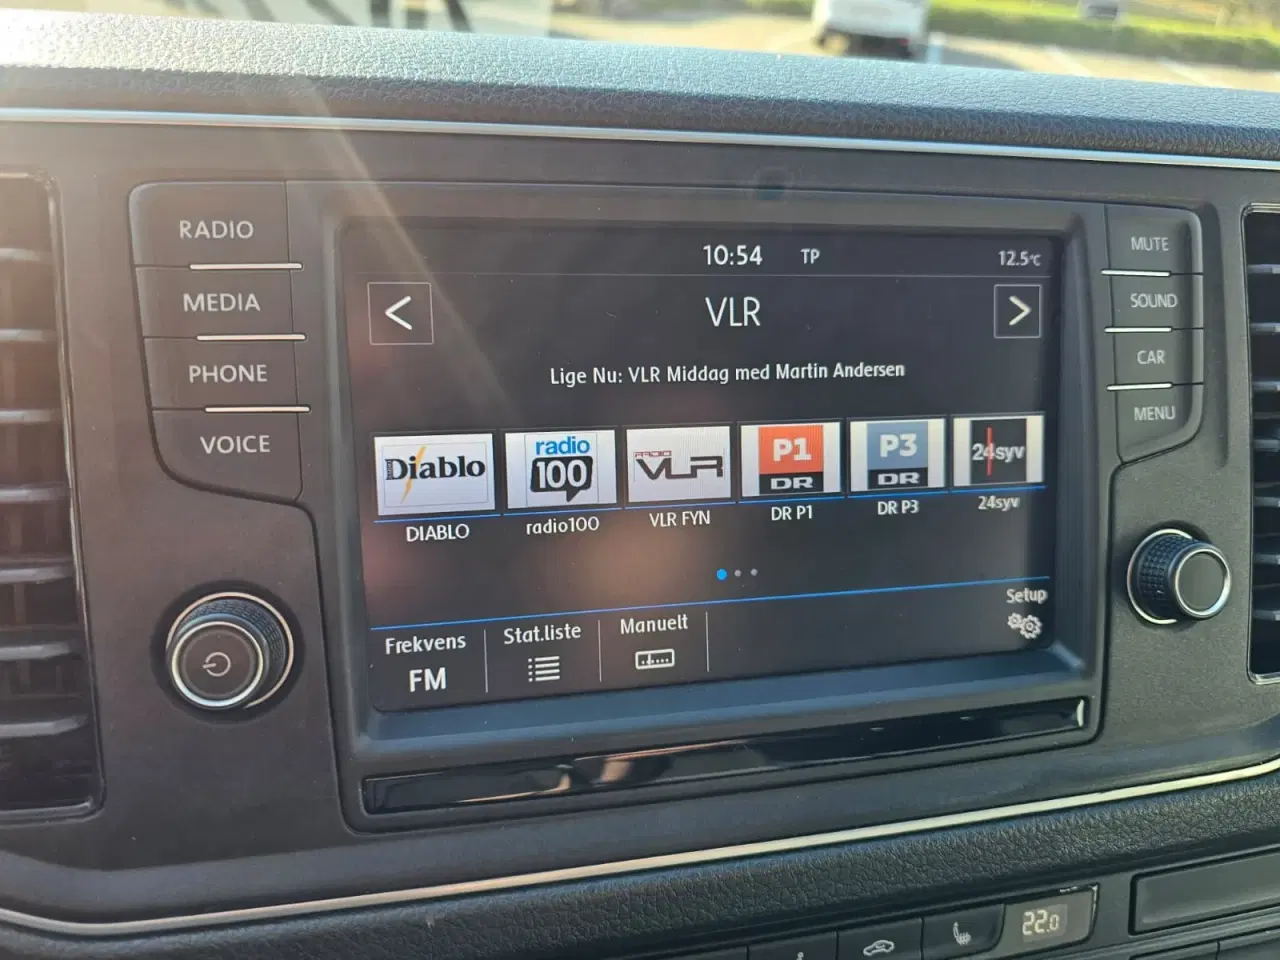 RADIO
MEDIA
PHONE
VOICE
10:54 TP 12.5°C
VLR
Lige Nu: VLR Middag med Martin Andersen
Diablo
radio
100
RADIO
VLR
P1
DR
P3
DR
24syv
DIABLO
radio100
VLR FYN
DR P1
DR P3
24syv
Frekvens
FM
Stat.liste
Manuelt
Setup
MUTE
SOUND
CAR
MENU
22.0